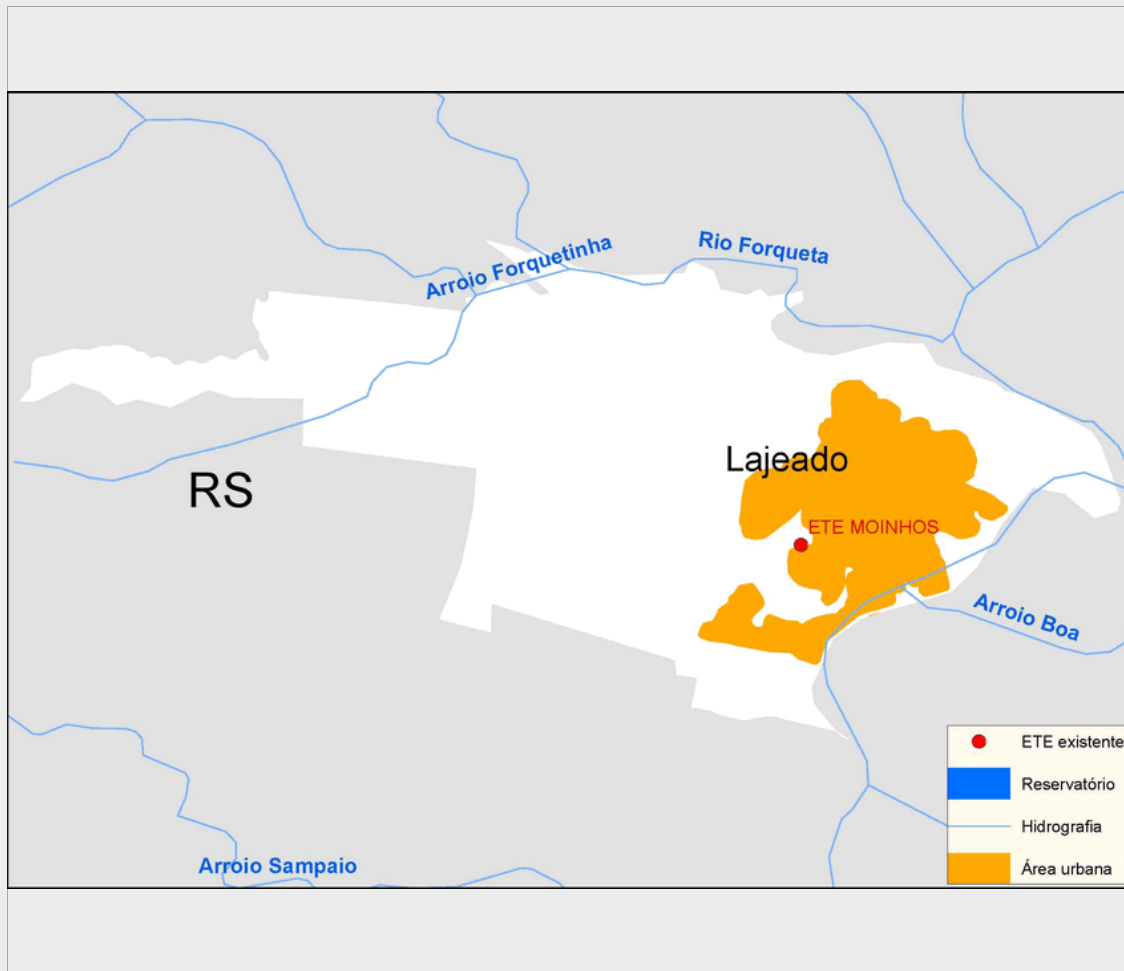 Rio Forqueta
Arroio Forquetinha
Lajeado
RS
ETE MOINHOS
Arroio Boa
ETE existente
Reservatório
Hidrografia
Área urbana
Arroio Sampaio